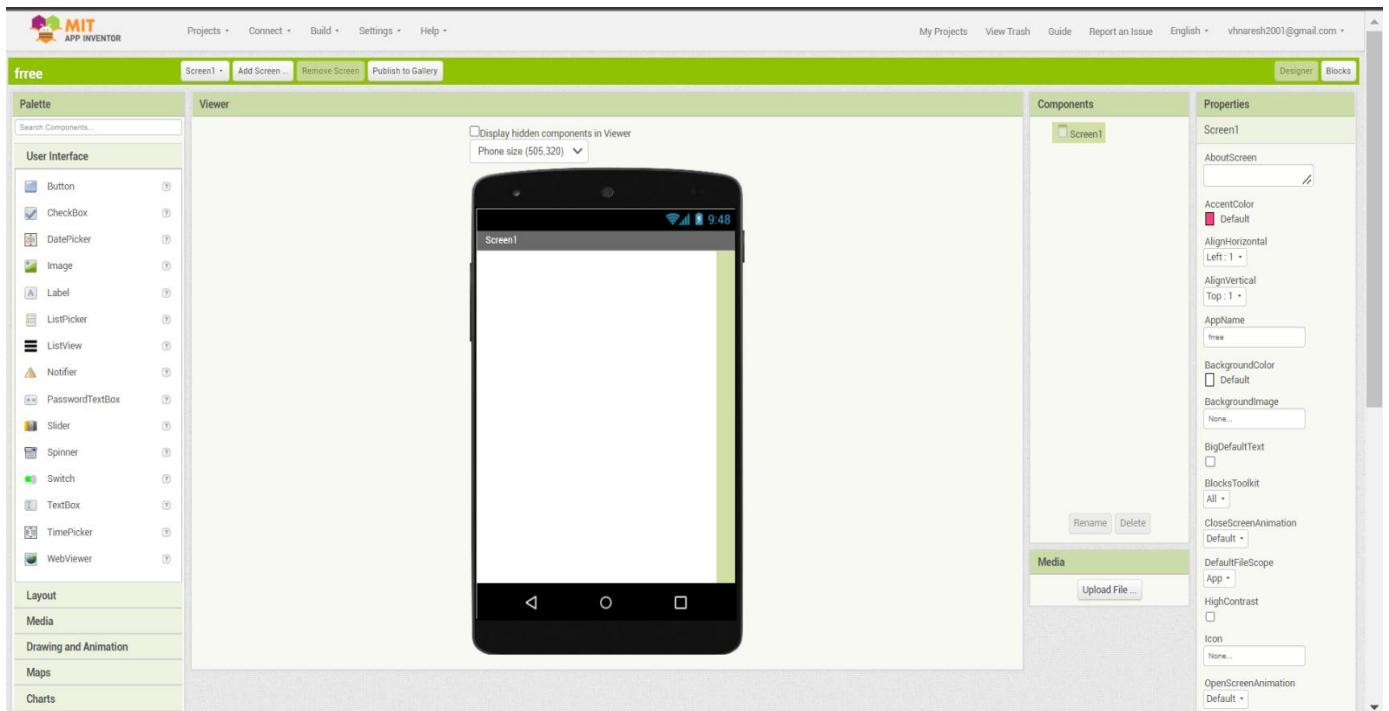 MIT
APP INVENTOR
Projects Connect Build Settings Help
My Projects View Trash Guide Report an Issue English vhnaresh2001@gmail.com
frree
Screen1 Add Screen ... Remove Screen Publish to Gallery
Designer Blocks
Palette
Search Components...
User Interface
Button
CheckBox
DatePicker
Image
Label
ListPicker
ListView
Notifier
PasswordTextBox
Slider
Spinner
Switch
TextBox
TimePicker
WebViewer
Layout
Media
Drawing and Animation
Maps
Charts
Viewer
Display hidden components in Viewer
Phone size (505,320)
9:48
Screen1
Components
Screen1
Rename Delete
Media
Upload File ...
Properties
Screen1
AboutScreen
AccentColor
Default
AlignHorizontal
Left : 1
AlignVertical
Top : 1
AppName
frree
BackgroundColor
Default
BackgroundImage
None...
BigDefaultText
BlocksToolkit
All
CloseScreenAnimation
Default
DefaultFileScope
App
HighContrast
Icon
None...
OpenScreenAnimation
Default